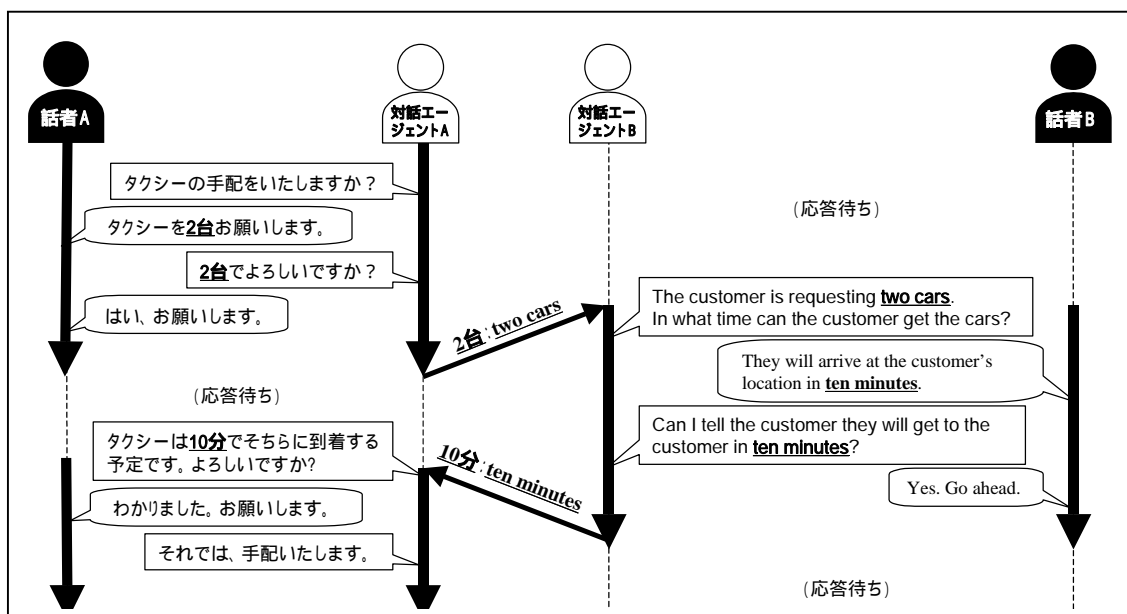 話者A
対話エー
ジェントA
対話エー
ジェントB
話者B
タクシーの手配をいたしますか？
(応答待ち)
タクシーを2台お願いします。
2台でよろしいですか？
はい、お願いします。
2台：two cars
The customer is requesting two cars.
In what time can the customer get the cars?
They will arrive at the customer's
location in ten minutes.
(応答待ち)
Can I tell the customer they will get to the
customer in ten minutes?
タクシーは10分でそちらに到着する
予定です。よろしいですか?
10分：ten minutes
Yes. Go ahead.
わかりました。お願いします。
それでは、手配いたします。
(応答待ち)